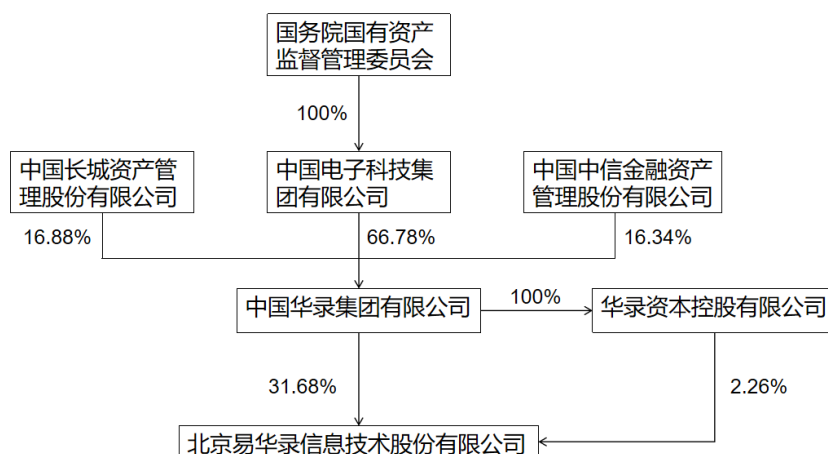 国务院国有资产
监督管理委员会
100%
中国长城资产管
理股份有限公司
中国电子科技集
团有限公司
中国中信金融资产
管理股份有限公司
16.88%
66.78%
16.34%
中国华录集团有限公司
100%
华录资本控股有限公司
31.68%
2.26%
北京易华录信息技术股份有限公司